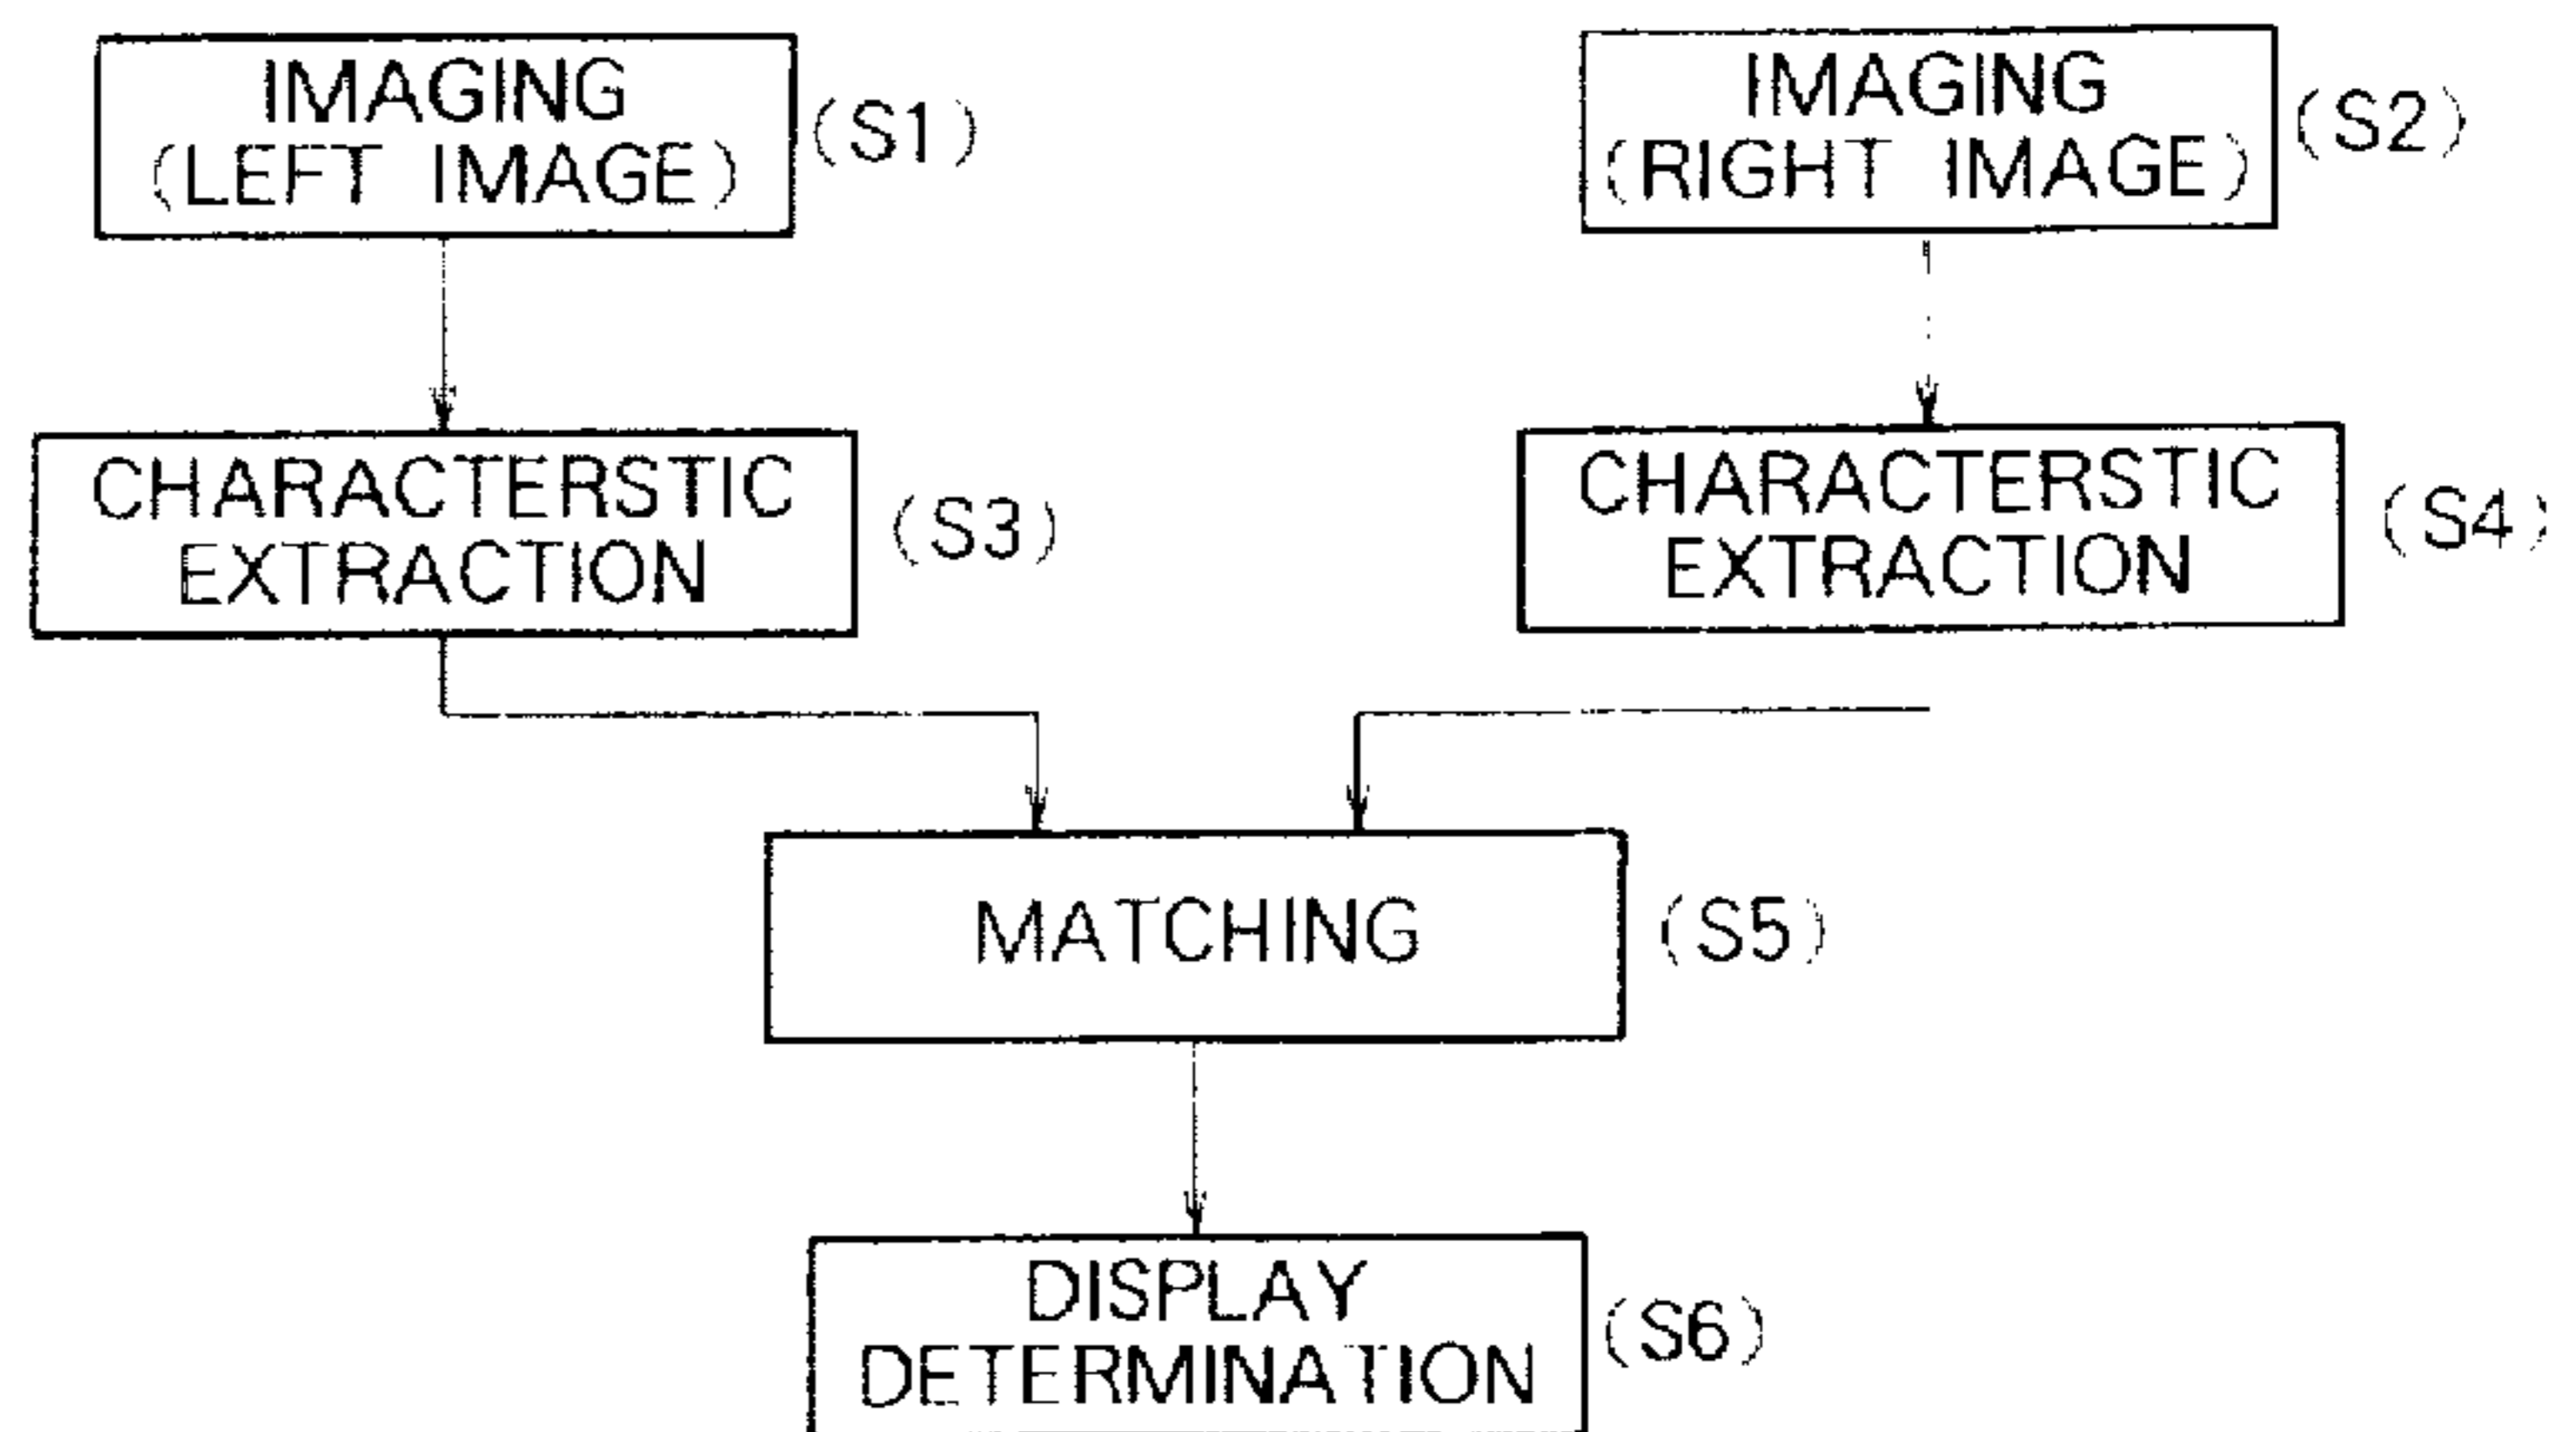 IMAGING
(LEFT IMAGE)
(S1)
IMAGING
(RIGHT IMAGE)
(S2)
CHARACTERSTIC
EXTRACTION
(S3)
CHARACTERSTIC
EXTRACTION
(S4)
MATCHING
(S5)
DISPLAY
DETERMINATION
(S6)